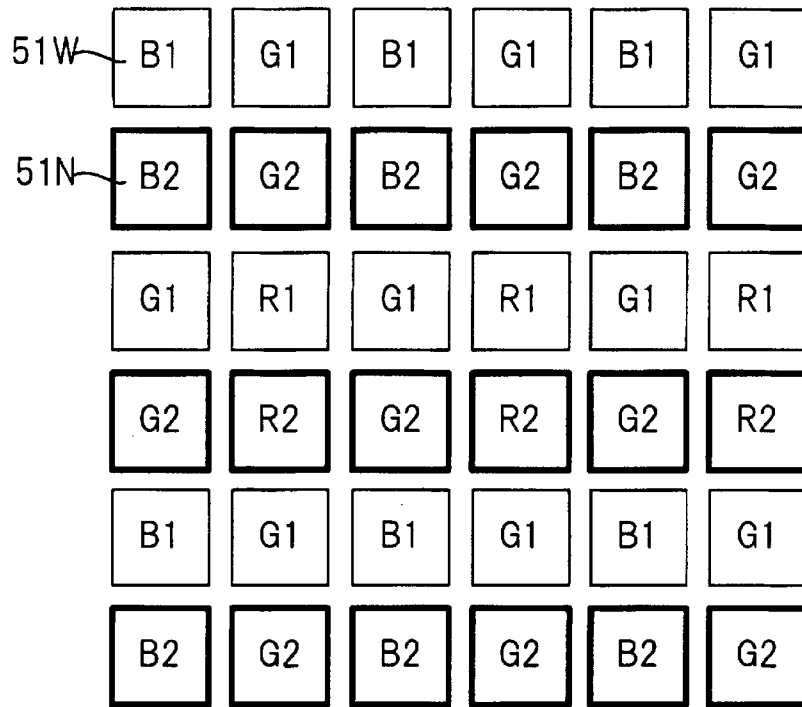 51W B1 G1 B1 G1 B1 G1
51N B2 G2 B2 G2 B2 G2
G1 R1 G1 R1 G1 R1
G2 R2 G2 R2 G2 R2
B1 G1 B1 G1 B1 G1
B2 G2 B2 G2 B2 G2